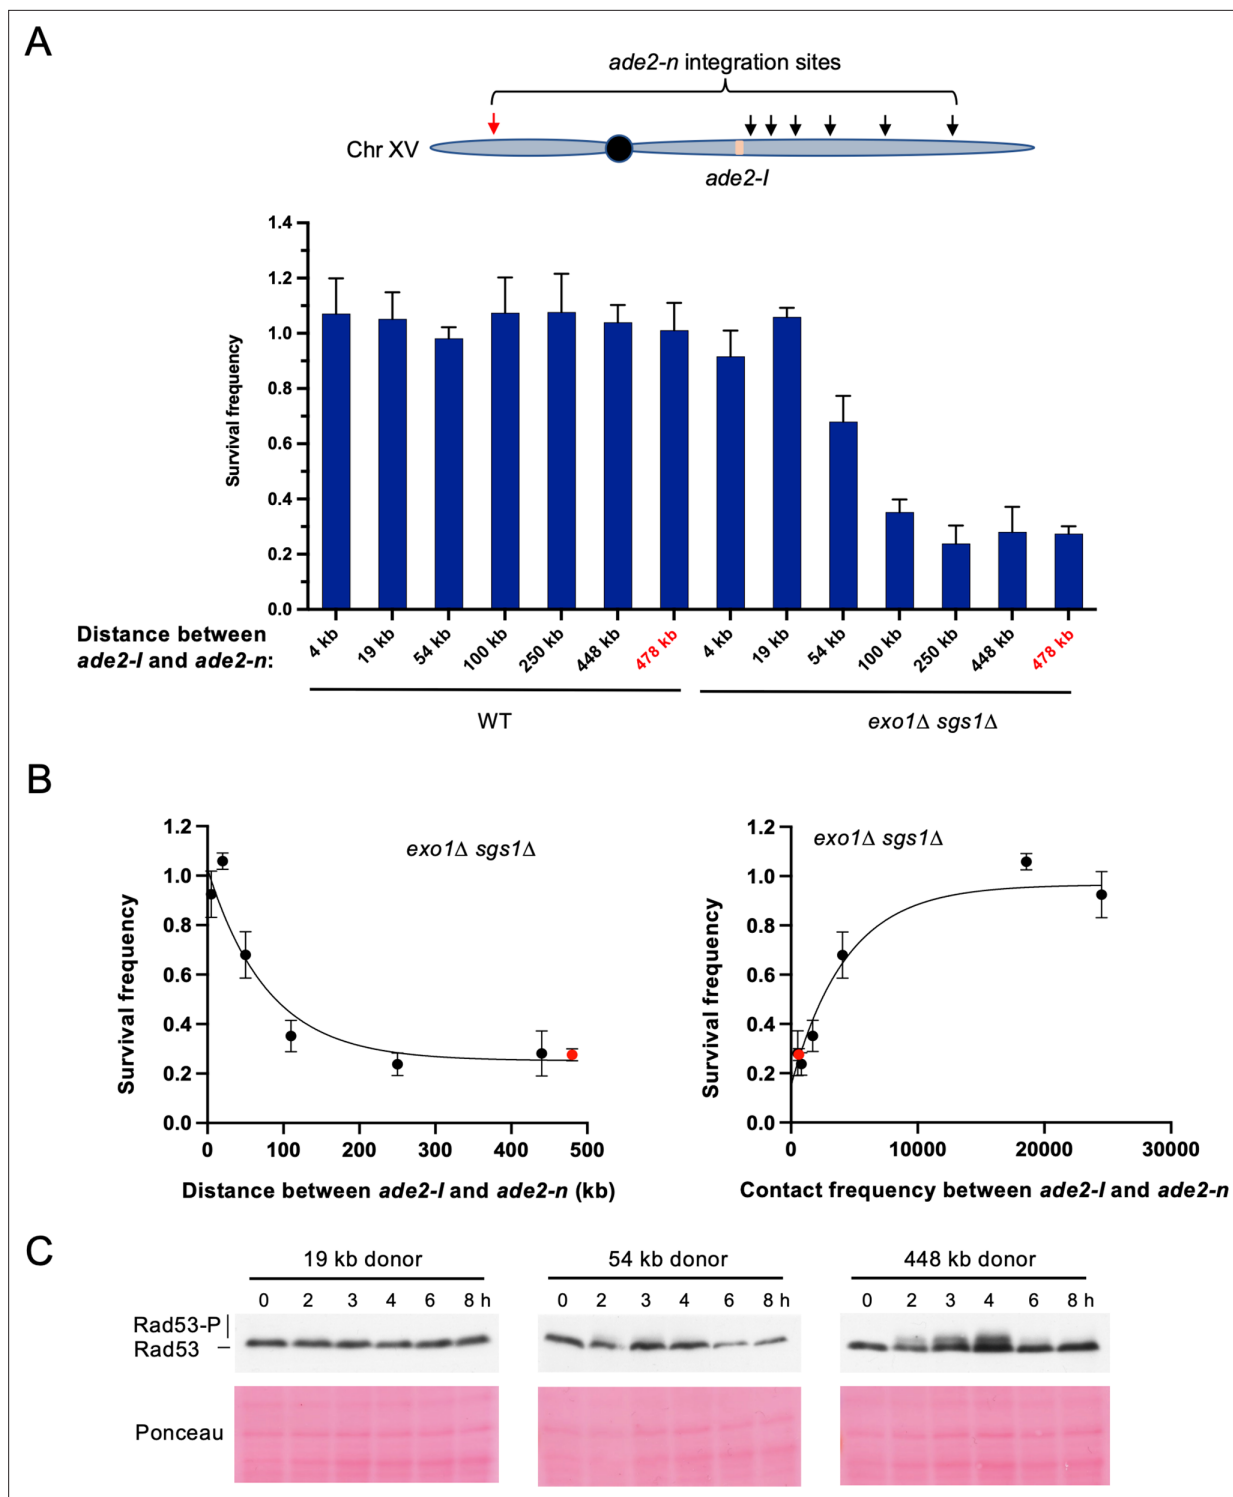 A
ade2-n integration sites
Chr XV
ade2-I
Survival frequency
1.4
1.2
1.0
0.8
0.6
0.4
0.2
0.0
Distance between
ade2-I and ade2-n:
4 kb 19 kb 54 kb 100 kb 250 kb 448 kb 478 kb 4 kb 19 kb 54 kb 100 kb 250 kb 448 kb 478 kb
WT exo1Δ sgs1Δ
B
Survival frequency
1.2
1.0
0.8
0.6
0.4
0.2
0.0
exo1Δ sgs1Δ
0 100 200 300 400 500
Distance between ade2-I and ade2-n (kb)
Survival frequency
1.2
1.0
0.8
0.6
0.4
0.2
0.0
exo1Δ sgs1Δ
0 10000 20000 30000
Contact frequency between ade2-I and ade2-n
C
19 kb donor 54 kb donor 448 kb donor
0 2 3 4 6 8 h 0 2 3 4 6 8 h 0 2 3 4 6 8 h
Rad53-P
Rad53
Ponceau